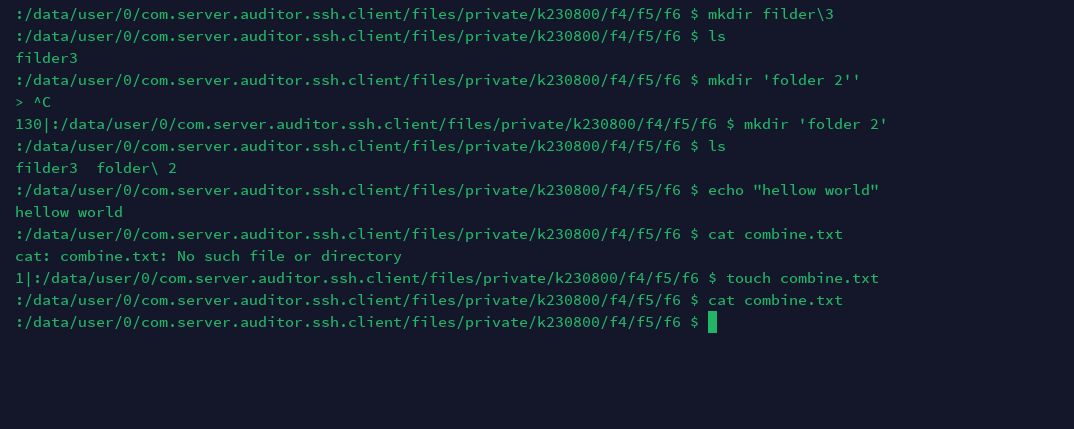 :/data/user/0/com.server.auditor.ssh.client/files/private/k230800/f4/f5/f6 $ mkdir filder\3
:/data/user/0/com.server.auditor.ssh.client/files/private/k230800/f4/f5/f6 $ ls
filder3
:/data/user/0/com.server.auditor.ssh.client/files/private/k230800/f4/f5/f6 $ mkdir 'folder 2''
> ^C
130|:/data/user/0/com.server.auditor.ssh.client/files/private/k230800/f4/f5/f6 $ mkdir 'folder 2'
:/data/user/0/com.server.auditor.ssh.client/files/private/k230800/f4/f5/f6 $ ls
filder3  folder\ 2
:/data/user/0/com.server.auditor.ssh.client/files/private/k230800/f4/f5/f6 $ echo "hellow world"
hellow world
:/data/user/0/com.server.auditor.ssh.client/files/private/k230800/f4/f5/f6 $ cat combine.txt
cat: combine.txt: No such file or directory
1|:/data/user/0/com.server.auditor.ssh.client/files/private/k230800/f4/f5/f6 $ touch combine.txt
:/data/user/0/com.server.auditor.ssh.client/files/private/k230800/f4/f5/f6 $ cat combine.txt
:/data/user/0/com.server.auditor.ssh.client/files/private/k230800/f4/f5/f6 $